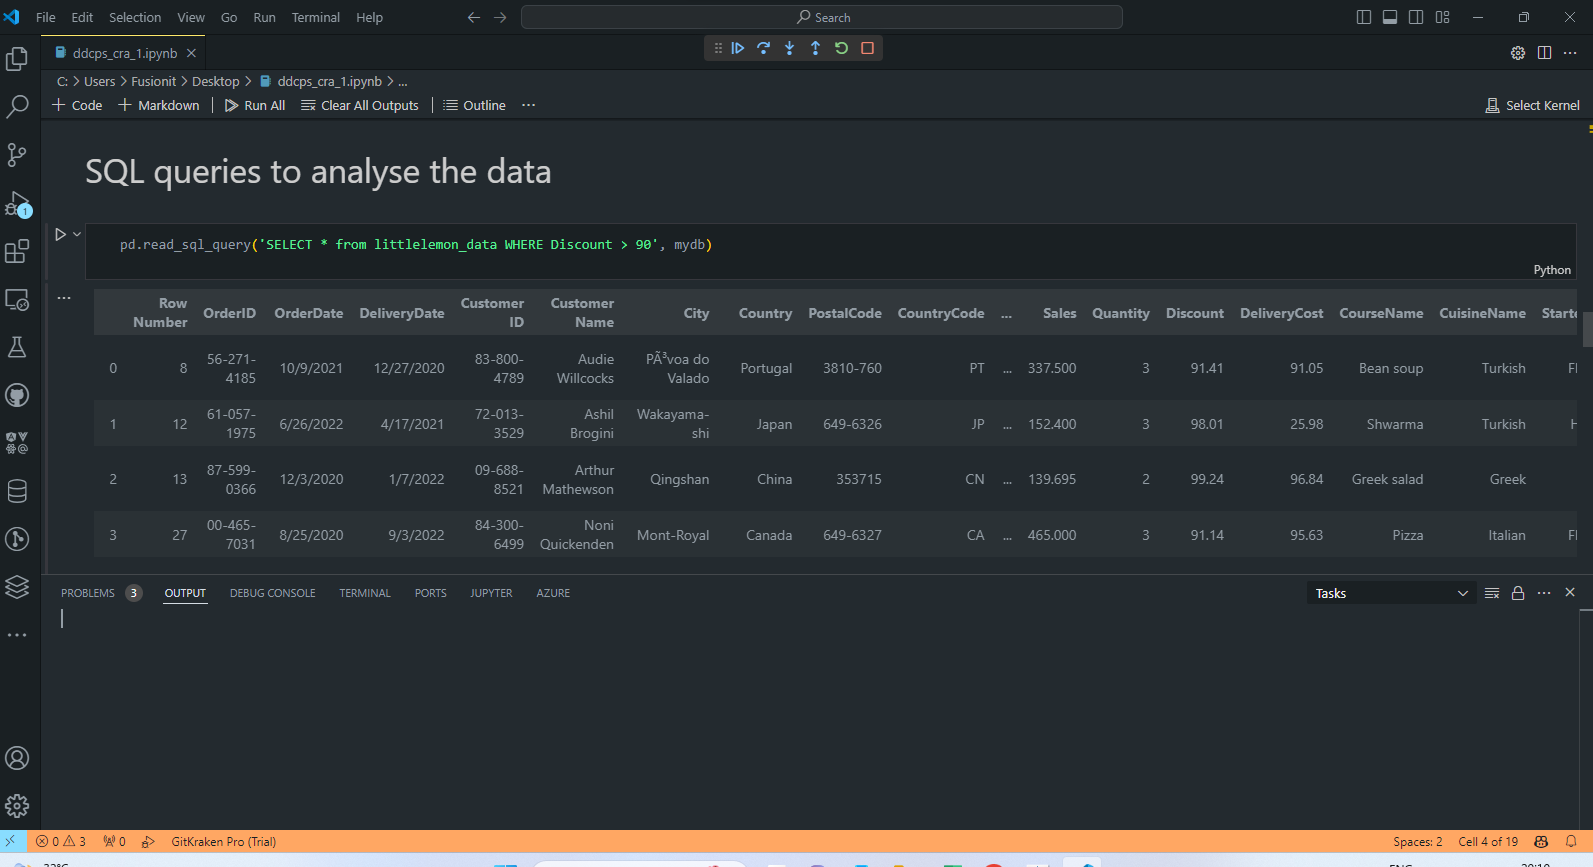 File Edit Selection View Go Run Terminal Help
Search
ddcps_cra_1.ipynb
C: > Users > Fusionit > Desktop > ddcps_cra_1.ipynb > ...
+ Code + Markdown Run All Clear All Outputs Outline ...
Select Kernel
SQL queries to analyse the data
1
pd.read_sql_query('SELECT * from littlelemon_data WHERE Discount > 90', mydb)
Python
Row Number OrderID OrderDate DeliveryDate Customer ID Customer Name City Country PostalCode CountryCode ... Sales Quantity Discount DeliveryCost CourseName CuisineName Starte
0 8 56-271-4185 10/9/2021 12/27/2020 83-800-4789 Audie Willcocks PÃ³voa do Valado Portugal 3810-760 PT ... 337.500 3 91.41 91.05 Bean soup Turkish Fl
1 12 61-057-1975 6/26/2022 4/17/2021 72-013-3529 Ashil Brogini Wakayama-shi Japan 649-6326 JP ... 152.400 3 98.01 25.98 Shwarma Turkish H
2 13 87-599-0366 12/3/2020 1/7/2022 09-688-8521 Arthur Mathewson Qingshan China 353715 CN ... 139.695 2 99.24 96.84 Greek salad Greek
3 27 00-465-7031 8/25/2020 9/3/2022 84-300-6499 Noni Quickenden Mont-Royal Canada 649-6327 CA ... 465.000 3 91.14 95.63 Pizza Italian Fl
PROBLEMS 3 OUTPUT DEBUG CONSOLE TERMINAL PORTS JUPYTER AZURE
Tasks
0 3 0 GitKraken Pro (Trial)
Spaces: 2 Cell 4 of 19